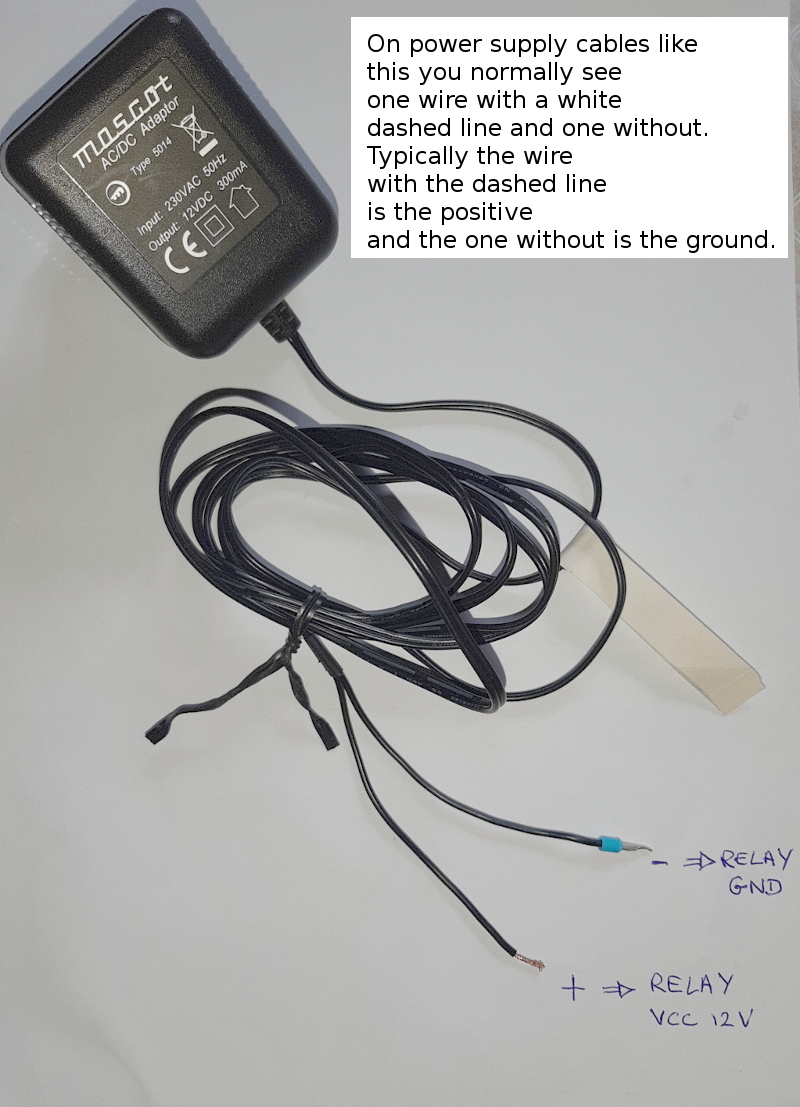 On power supply cables like
this you normally see
one wire with a white
dashed line and one without.
Typically the wire
with the dashed line
is the positive
and the one without is the ground.
mascot
AC/DC Adaptor
Type 5014
Input: 230VAC 50Hz
Output: 12VDC 300mA
CE
- ⇒ RELAY
GND
+ ⇒ RELAY
VCC 12V